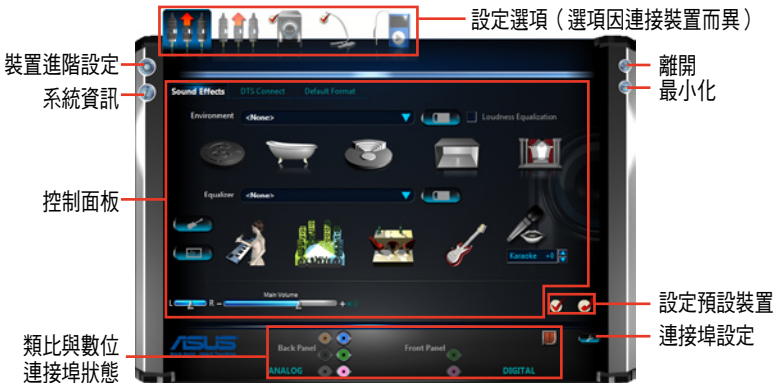 設定選項（選項因連接裝置而異）
裝置進階設定
離開
系統資訊
最小化
Sound Effects DTS Connect Default Format
Environment <None> Loudness Equalization
控制面板
Equalizer <None>
Karaoke +0
Main Volume
L R - +
設定預設裝置
ASUS
連接埠設定
類比與數位
連接埠狀態
Back Panel Front Panel
ANALOG DIGITAL